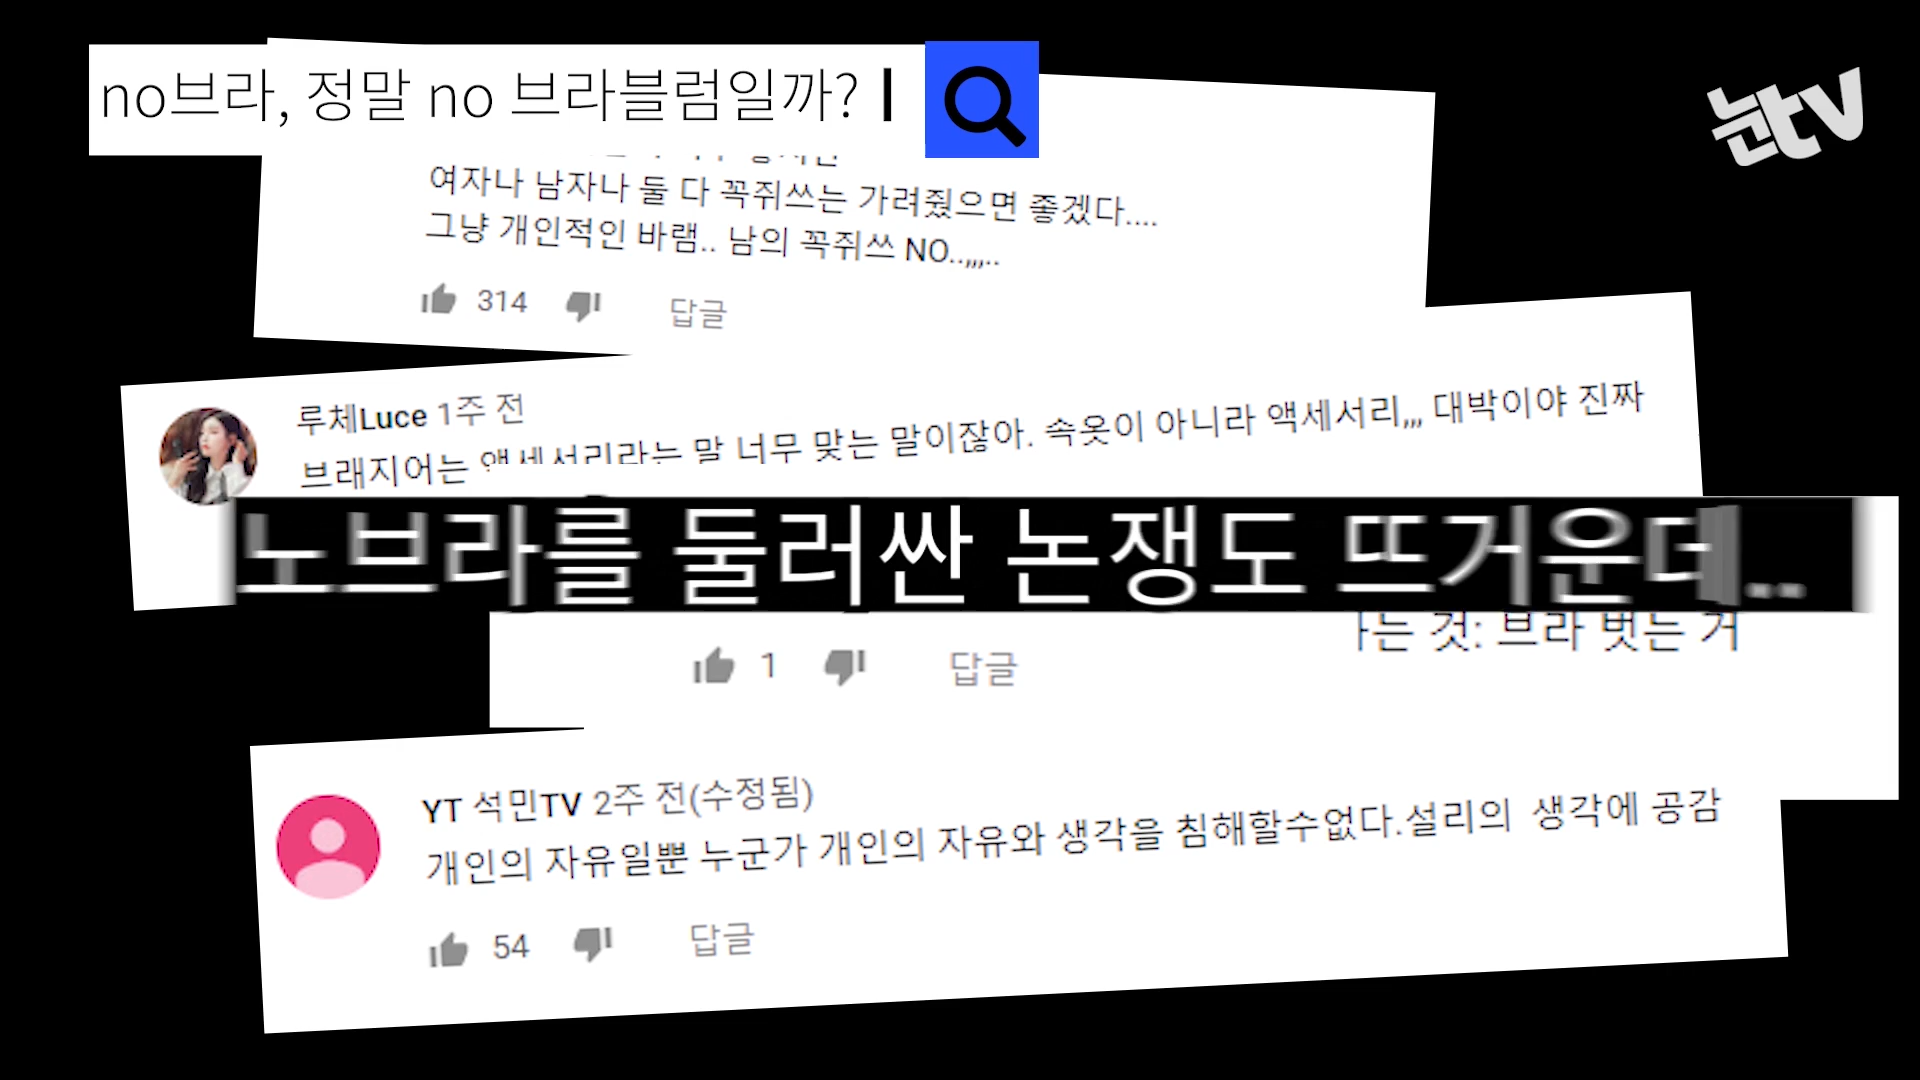 no브라, 정말 no 브라블럼일까?
눈tv
여자나 남자나 둘 다 꼭쥐쓰는 가려줬으면 좋겠다....
그냥 개인적인 바램.. 남의 꼭쥐쓰 NO..,,,..
314 답글
루체Luce 1주 전
브래지어는 액세서리라는 말 너무 맞는 말이잖아. 속옷이 아니라 액세서리,,, 대박이야 진짜
노브라를 둘러싼 논쟁도 뜨거운데..
것: 브라 벗는 거
1 답글
YT 석민TV 2주 전(수정됨)
개인의 자유일뿐 누군가 개인의 자유와 생각을 침해할수없다.설리의 생각에 공감
54 답글